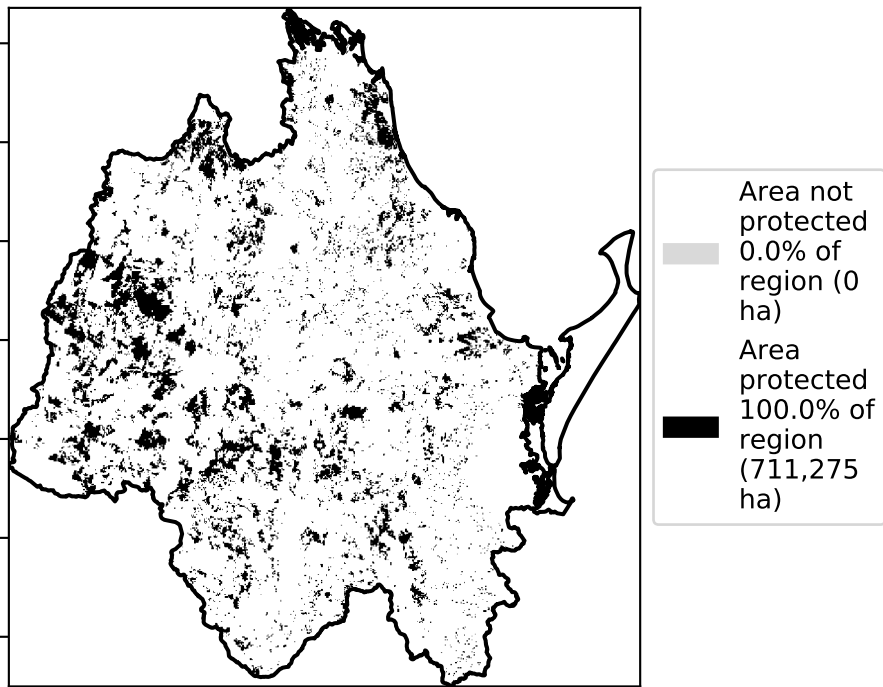 Area not
protected
0.0% of
region (0
ha)
Area
protected
100.0% of
region
(711,275
ha)